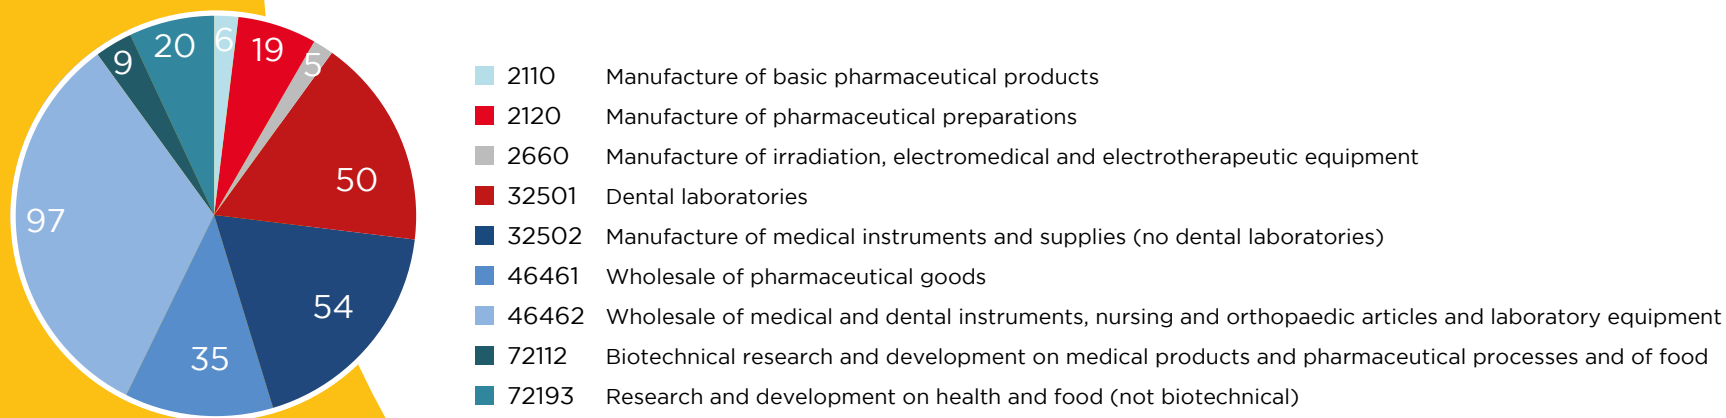 6
19
5
50
54
35
97
9
20
2110 Manufacture of basic pharmaceutical products
2120 Manufacture of pharmaceutical preparations
2660 Manufacture of irradiation, electromedical and electrotherapeutic equipment
32501 Dental laboratories
32502 Manufacture of medical instruments and supplies (no dental laboratories)
46461 Wholesale of pharmaceutical goods
46462 Wholesale of medical and dental instruments, nursing and orthopaedic articles and laboratory equipment
72112 Biotechnical research and development on medical products and pharmaceutical processes and of food
72193 Research and development on health and food (not biotechnical)